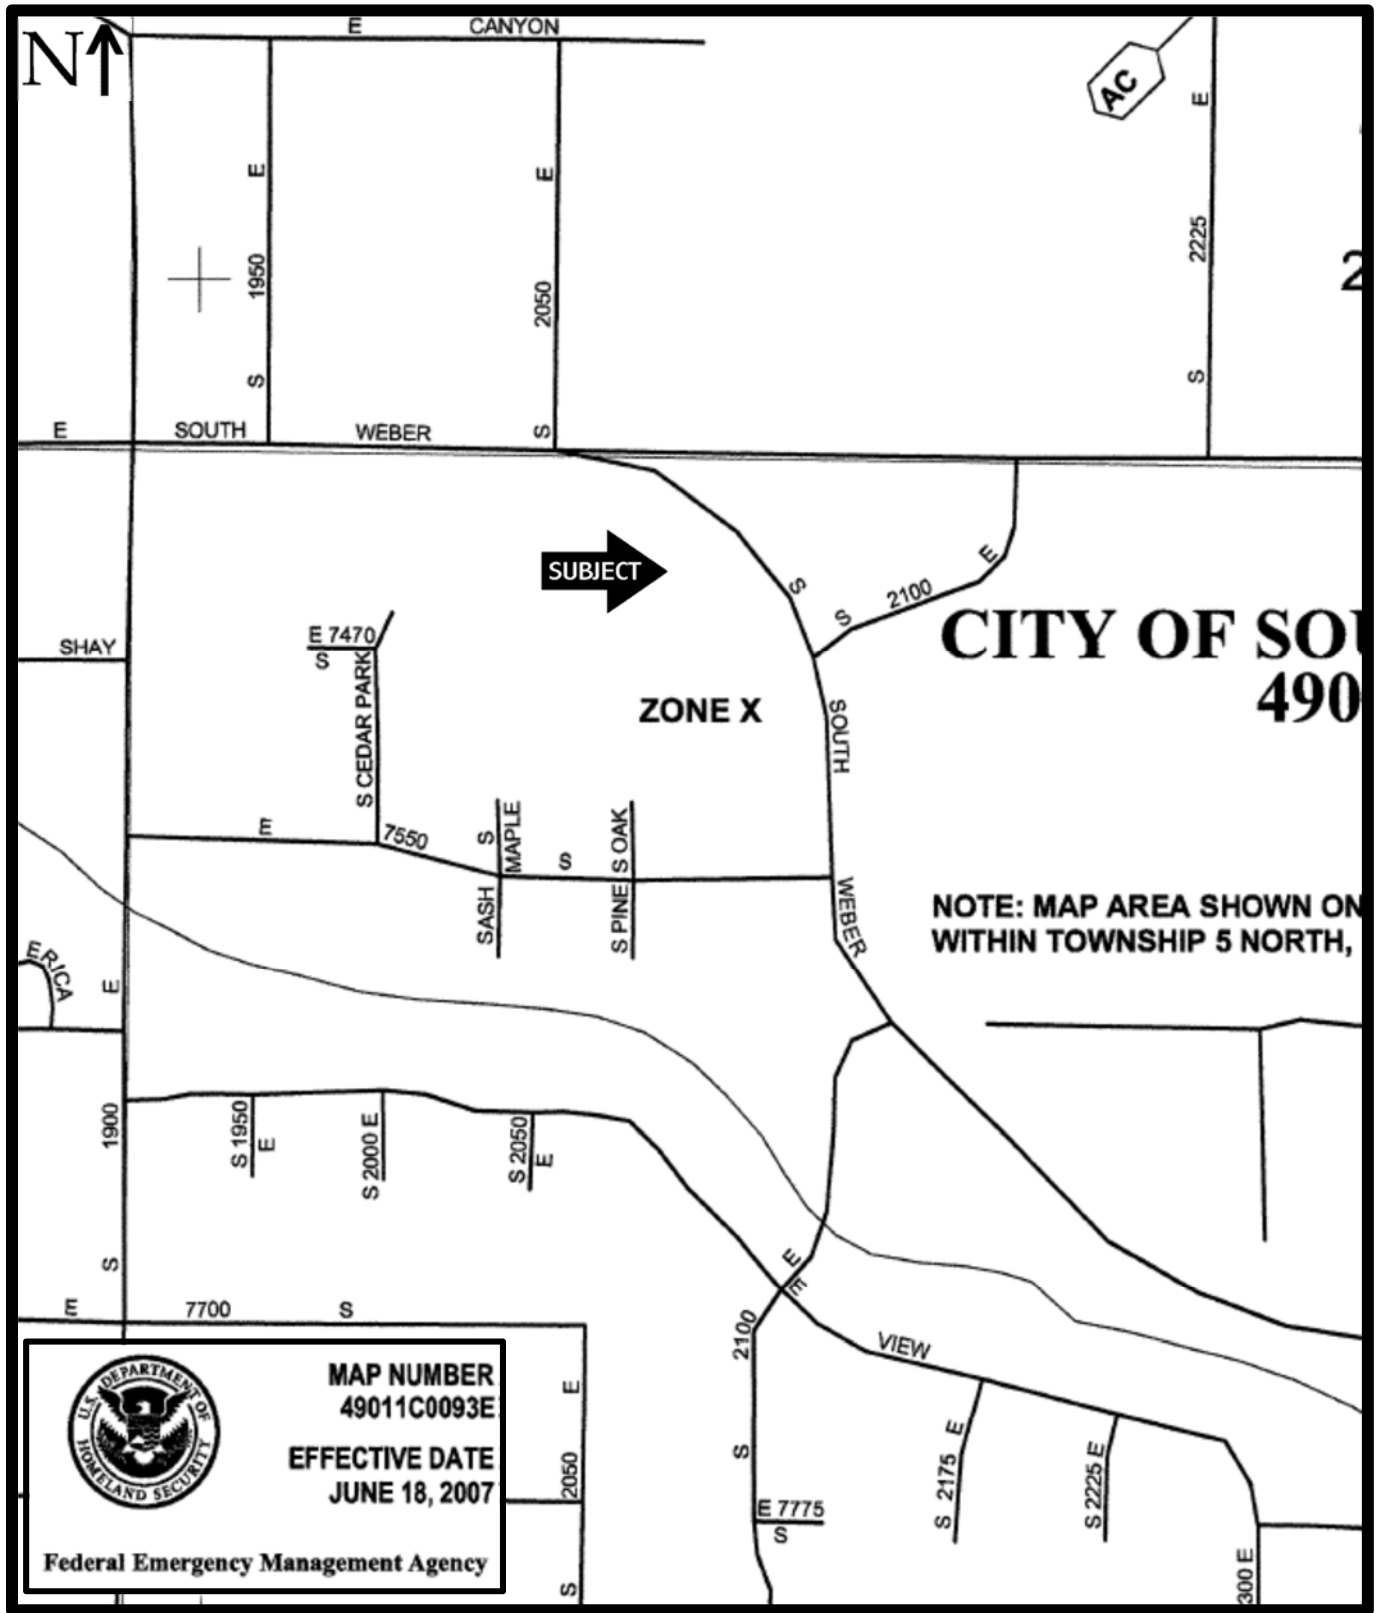 N
E CANYON
AC
E
2225
S
E
1950
S
E
2050
S
2
E SOUTH WEBER
SUBJECT
S
S 2100 E
CITY OF SOU
490
SHAY
E 7470
S
S CEDAR PARK
ZONE X
SOUTH
WEBER
E 7550 S
S MAPLE
SASH
S OAK
S PINE
NOTE: MAP AREA SHOWN ON
WITHIN TOWNSHIP 5 NORTH,
ERICA
E
1900
S
S 1950
E
S 2000 E
S 2050
E
E
E
VIEW
2100
S
E 7700 S
E
2050
S
S 2175 E
S 2225 E
E 7775
S
300 E
U.S. DEPARTMENT OF
HOMELAND SECURITY
MAP NUMBER
49011C0093E
EFFECTIVE DATE
JUNE 18, 2007
Federal Emergency Management Agency